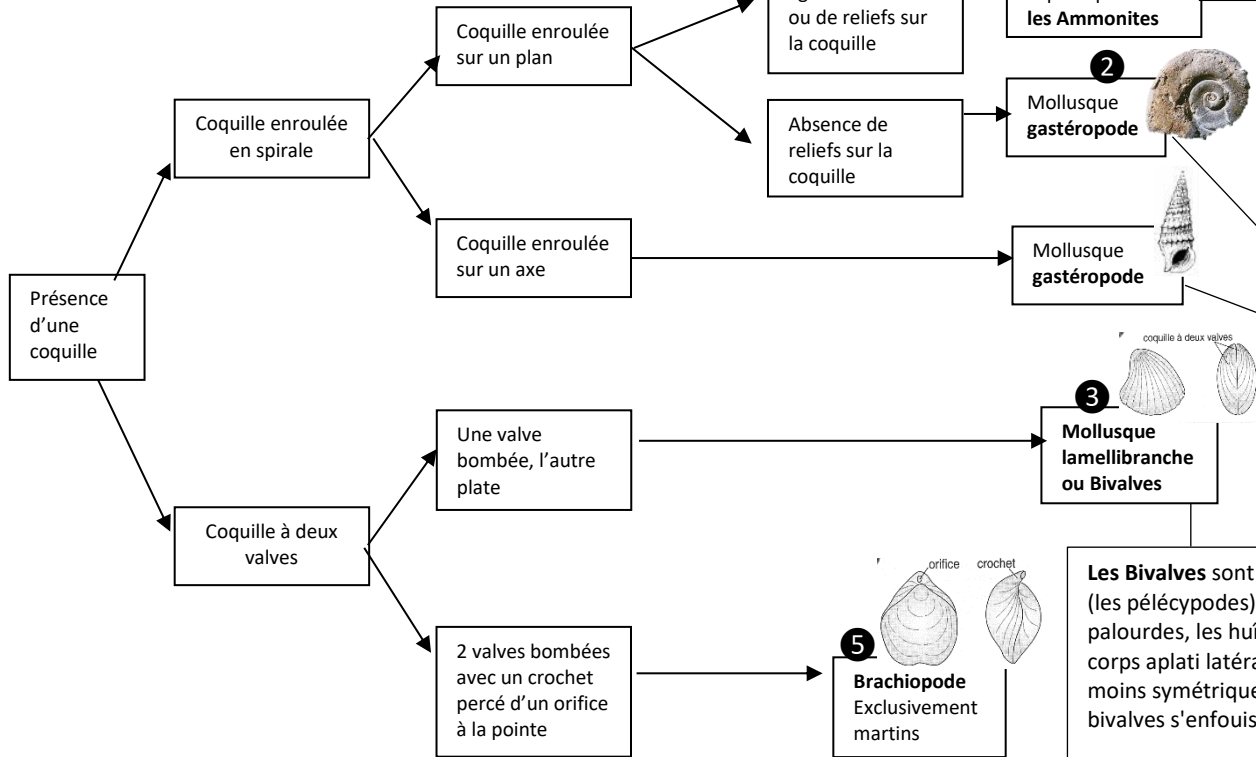 ou de reliefs sur
la coquille
les Ammonites
Coquille enroulée
sur un plan
2
Mollusque
gastéropode
Coquille enroulée
en spirale
Absence de
reliefs sur la
coquille
Coquille enroulée
sur un axe
Mollusque
gastéropode
Présence
d'une
coquille
coquille à deux valves
3
Mollusque
lamellibranche
ou Bivalves
Une valve
bombée, l'autre
plate
Coquille à deux
valves
orifice crochet
5
Brachiopode
Exclusivement
martins
2 valves bombées
avec un crochet
percé d'un orifice
à la pointe
Les Bivalves sont
(les pélécypodes)
palourdes, les huî
corps aplati latéra
moins symétrique
bivalves s'enfouis